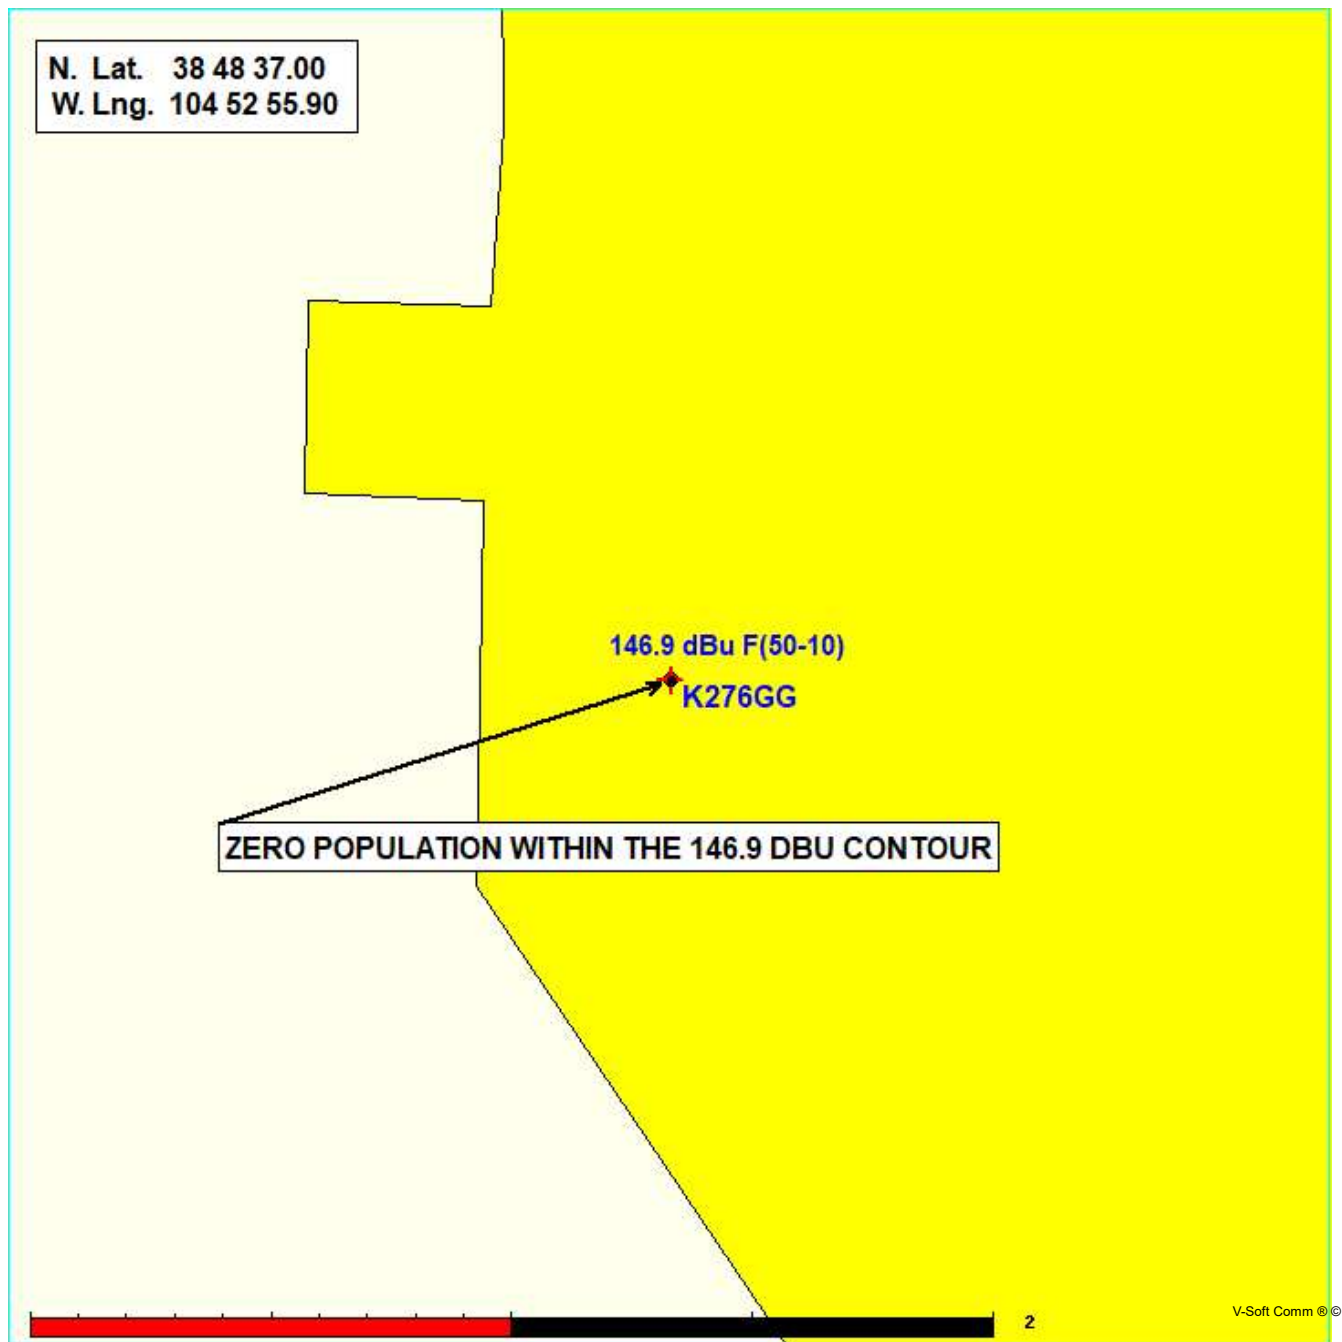 N. Lat. 38 48 37.00
W. Lng. 104 52 55.90
146.9 dBu F(50-10)
K276GG
ZERO POPULATION WITHIN THE 146.9 DBU CONTOUR
2
V-Soft Comm ® ©